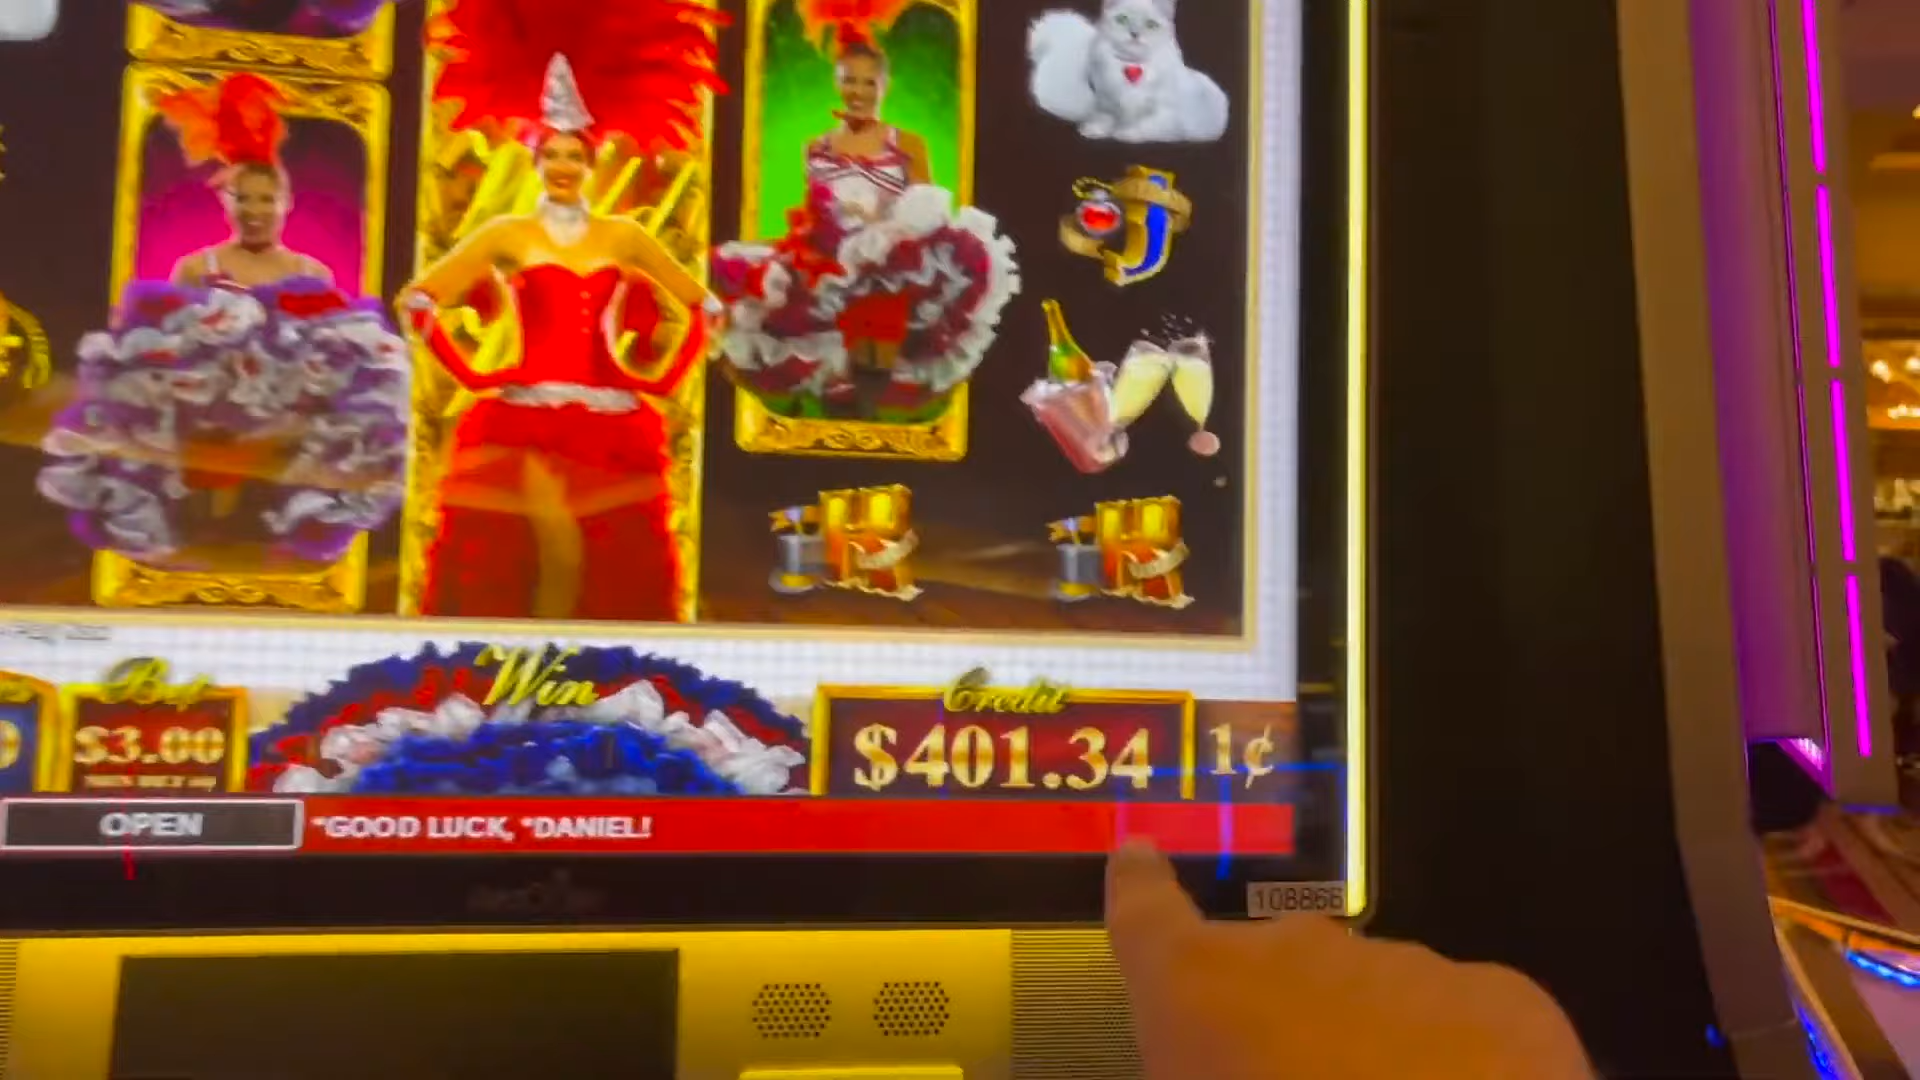 Bet
Win
Credit
$3.00
$401.34
1¢
OPEN
*GOOD LUCK, *DANIEL!
108866